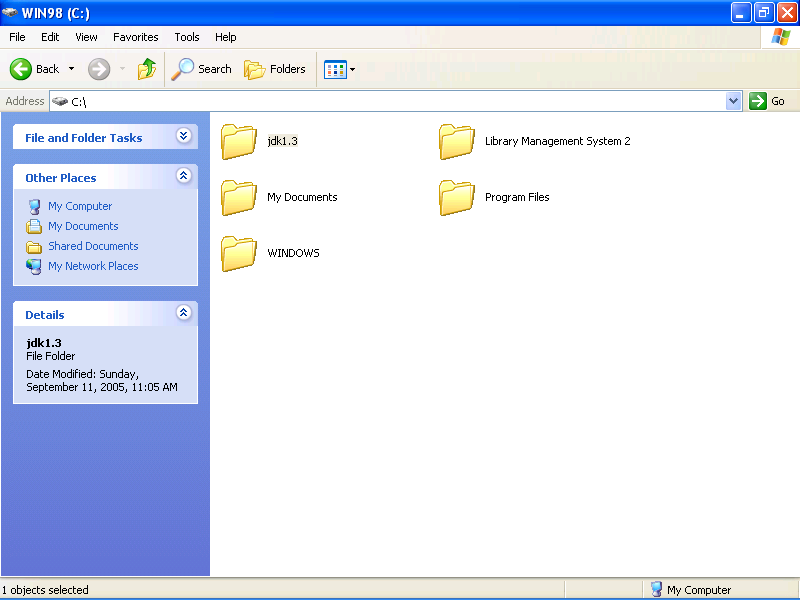 WIN98 (C:)
File Edit View Favorites Tools Help
Back Search Folders
Address C:\ Go
File and Folder Tasks
Other Places
My Computer
My Documents
Shared Documents
My Network Places
Details
jdk1.3
File Folder
Date Modified: Sunday,
September 11, 2005, 11:05 AM
jdk1.3 Library Management System 2
My Documents Program Files
WINDOWS
1 objects selected My Computer